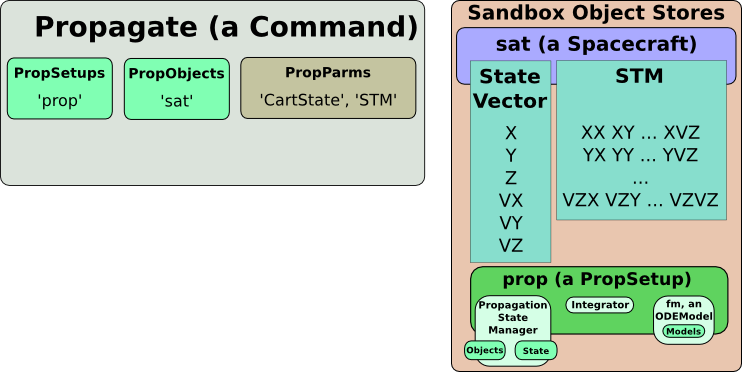 Propagate (a Command)
PropSetups
'prop'
PropObjects
'sat'
PropParms
'CartState', 'STM'
Sandbox Object Stores
sat (a Spacecraft)
State
Vector
X
Y
Z
VX
VY
VZ
STM
XX XY ... XVZ
YX YY ... YVZ
...
VZX VZY ... VZVZ
prop (a PropSetup)
Propagation
State
Manager
Objects
State
Integrator
fm, an
ODEModel
Models